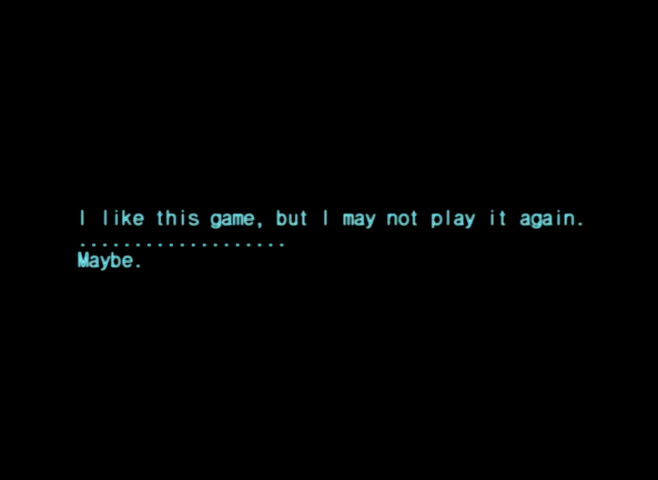 I like this game, but I may not play it again.
...................
Maybe.